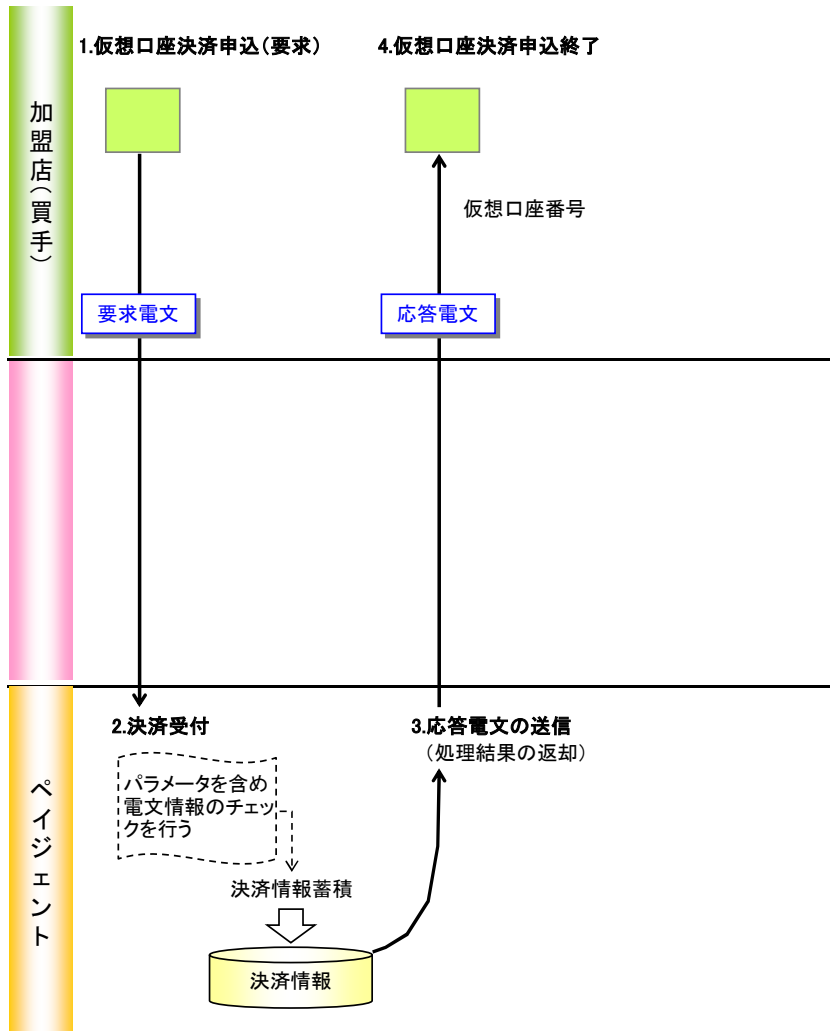 1.仮想口座決済申込（要求）
4.仮想口座決済申込終了
加盟店（買手）
仮想口座番号
要求電文
応答電文
2.決済受付
3.応答電文の送信
（処理結果の返却）
パラメータを含め
電文情報のチェッ
クを行う
ペイジェント
決済情報蓄積
決済情報